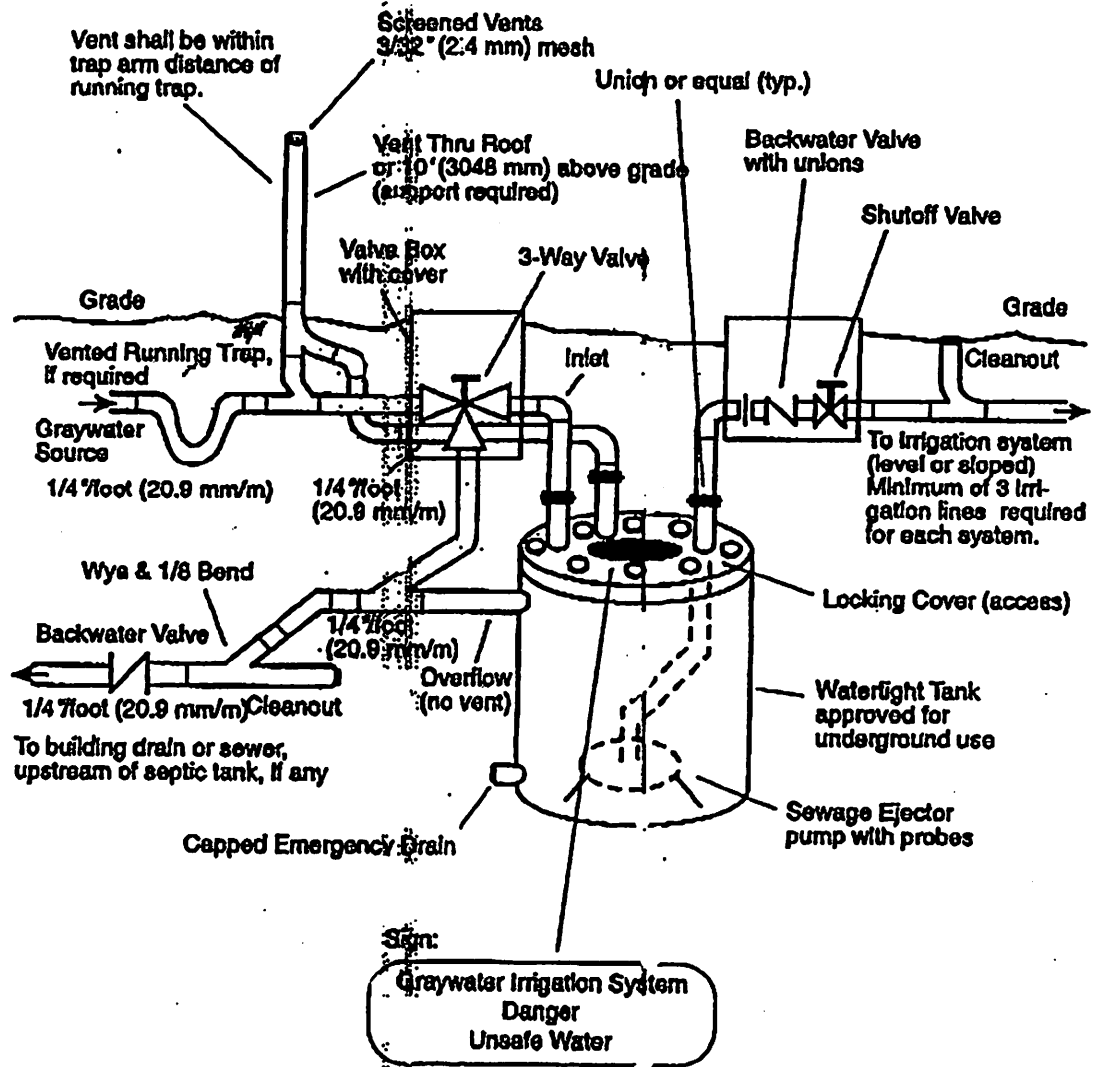 Screened Vents
3/32" (2.4 mm) mesh
Vent shall be within
trap arm distance of
running trap.
Union or equal (typ.)
Vent Thru Roof
or 10' (3048 mm) above grade
(support required)
Backwater Valve
with unions
Shutoff Valve
Valve Box
with cover
3-Way Valve
Grade
Grade
Vented Running Trap,
if required
Inlet
Cleanout
Graywater
Source
1/4"/foot (20.9 mm/m)
1/4"/foot
(20.9 mm/m)
To irrigation system
(level or sloped)
Minimum of 3 irri-
gation lines required
for each system.
Wye & 1/8 Bend
Locking Cover (access)
Backwater Valve
1/4"/foot
(20.9 mm/m)
Overflow
(no vent)
1/4"/foot (20.9 mm/m)
Cleanout
Watertight Tank
approved for
underground use
To building drain or sewer,
upstream of septic tank, if any
Sewage Ejector
pump with probes
Capped Emergency Drain
Sign:
Graywater Irrigation System
Danger
Unsafe Water